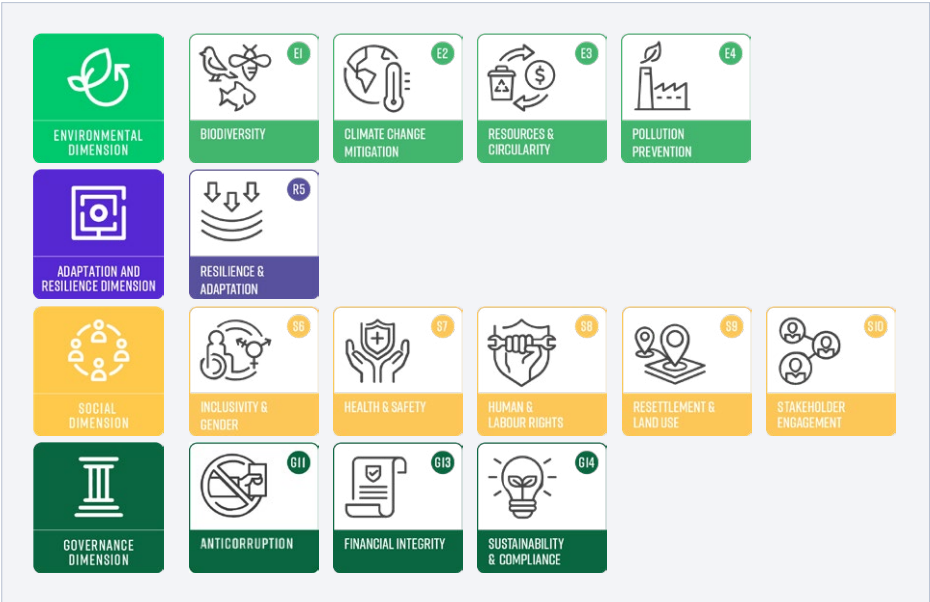 ENVIRONMENTAL
DIMENSION
E1
BIODIVERSITY
E2
CLIMATE CHANGE
MITIGATION
E3
$
RESOURCES &
CIRCULARITY
E4
POLLUTION
PREVENTION
ADAPTATION AND
RESILIENCE DIMENSION
R5
RESILIENCE &
ADAPTATION
SOCIAL
DIMENSION
S6
INCLUSIVITY &
GENDER
S7
HEALTH & SAFETY
S8
HUMAN &
LABOUR RIGHTS
S9
RESETTLEMENT &
LAND USE
S10
STAKEHOLDER
ENGAGEMENT
GOVERNANCE
DIMENSION
G11
ANTICORRUPTION
G13
FINANCIAL INTEGRITY
G14
SUSTAINABILITY
& COMPLIANCE